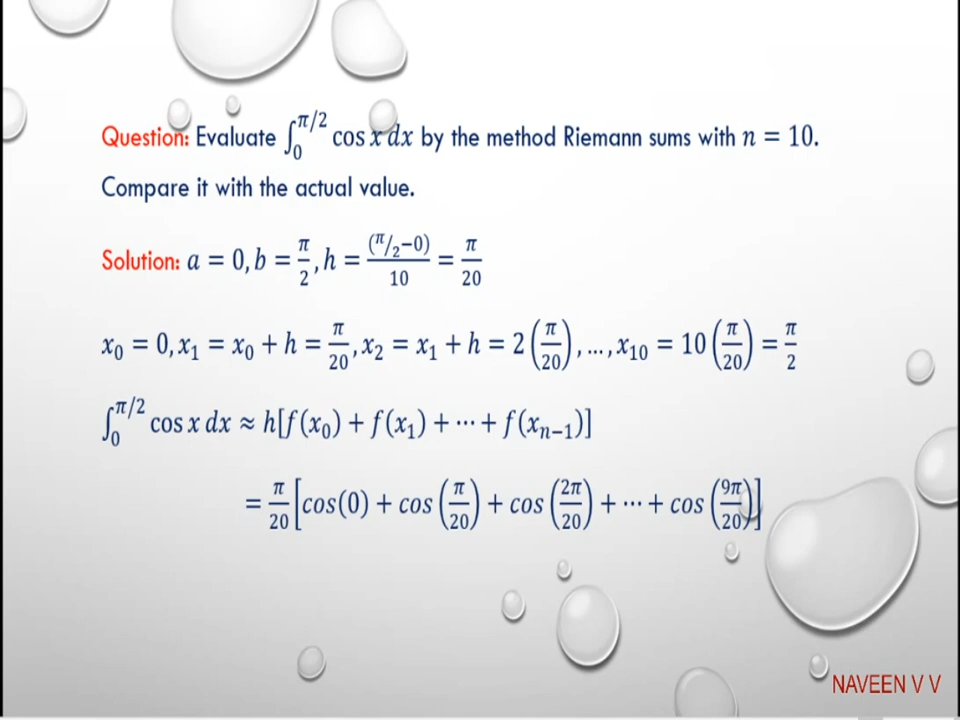 Question: Evaluate ∫₀^{π/2} cos x dx by the method Riemann sums with n = 10.
Compare it with the actual value.
Solution: a = 0, b = π/2, h = (π/2−0)/10 = π/20
x₀ = 0, x₁ = x₀ + h = π/20, x₂ = x₁ + h = 2(π/20), …, x₁₀ = 10(π/20) = π/2
∫₀^{π/2} cos x dx ≈ h[f(x₀) + f(x₁) + ⋯ + f(xₙ₋₁)]
= π/20 [cos(0) + cos(π/20) + cos(2π/20) + ⋯ + cos(9π/20)]
NAVEEN V V